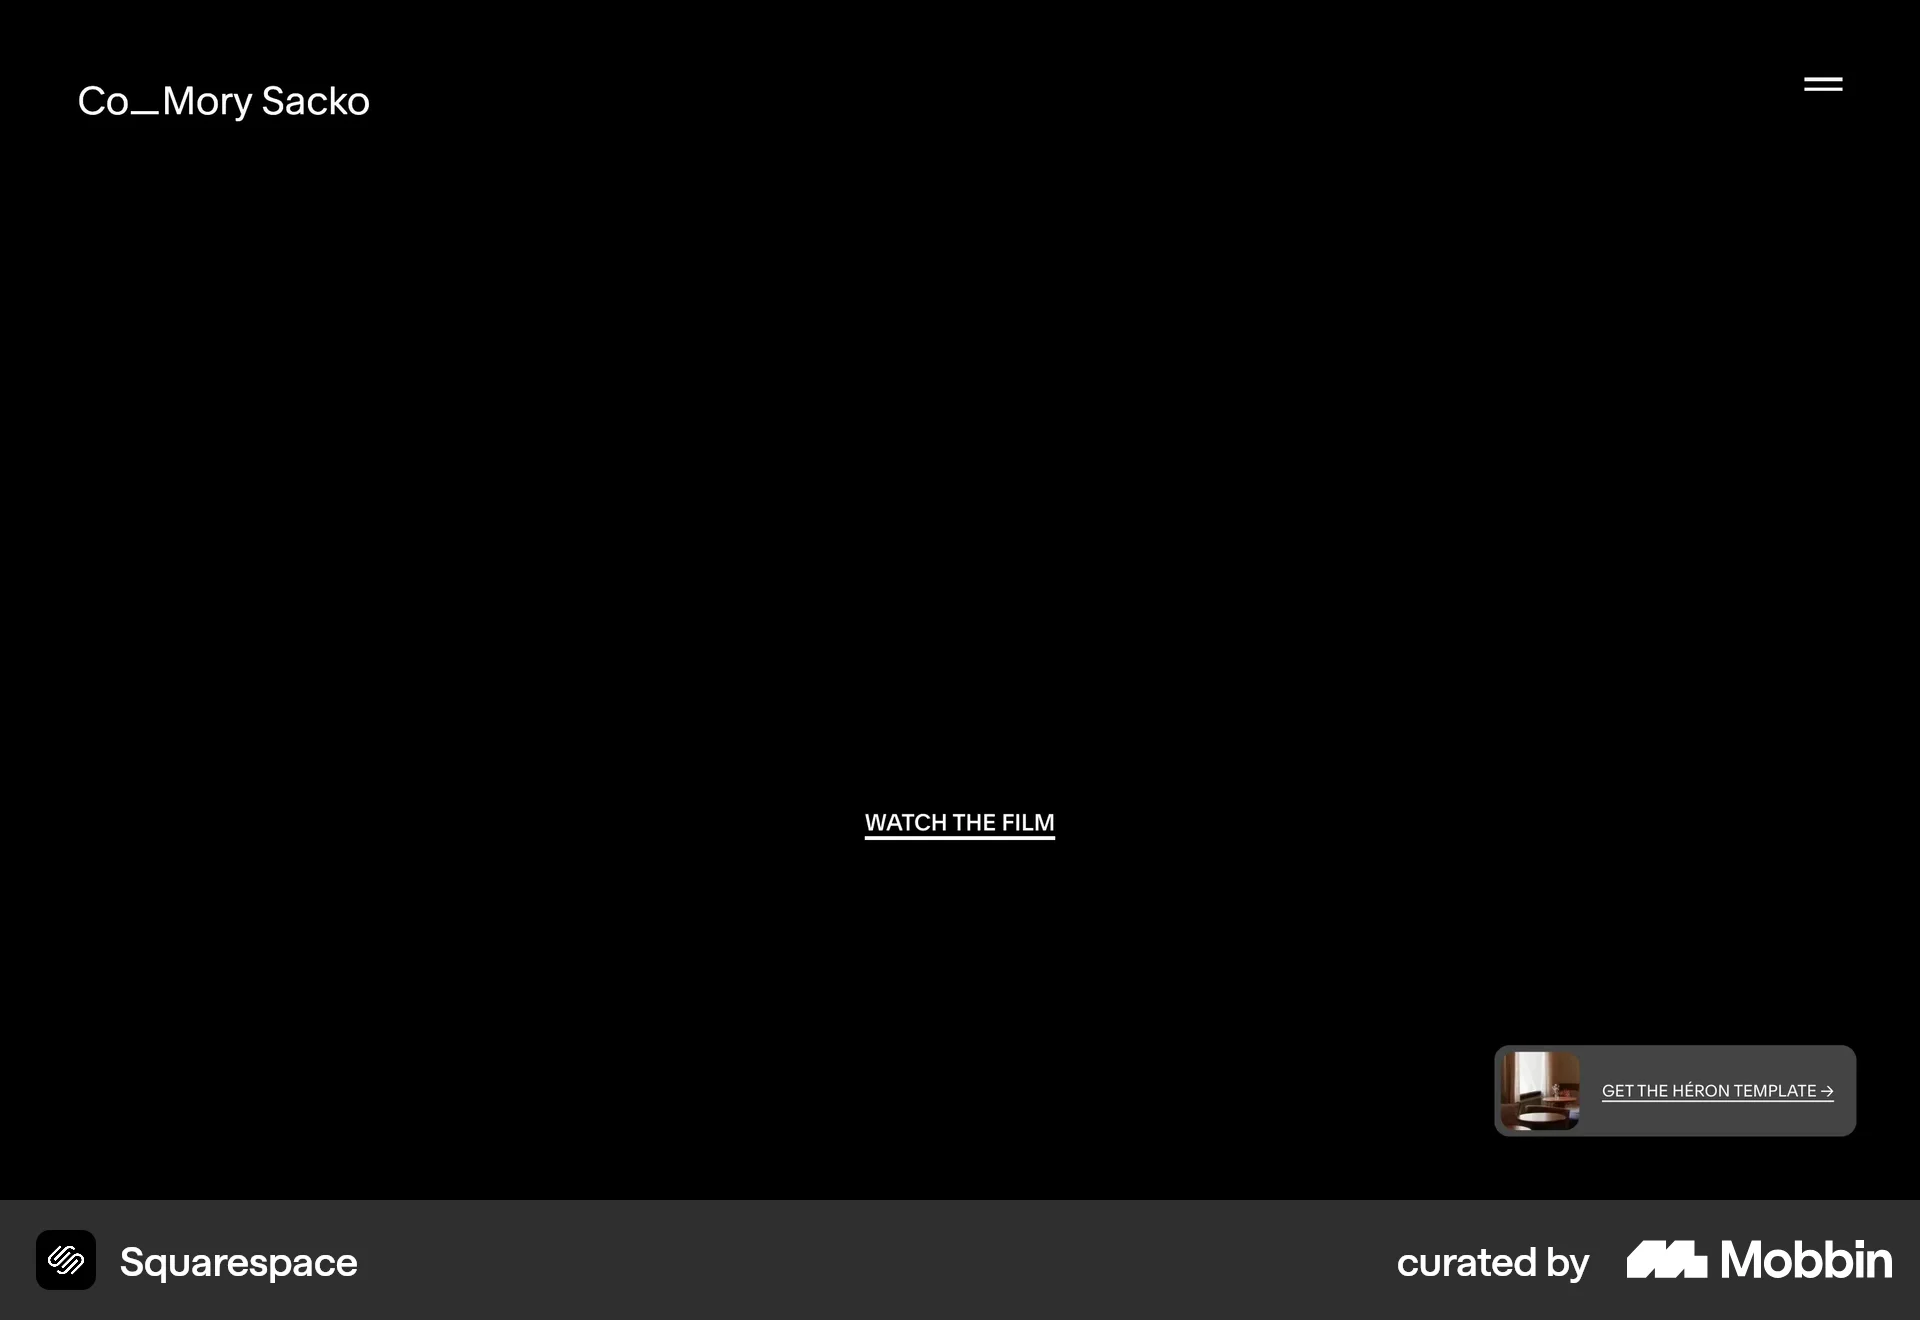 Co_Mory Sacko
WATCH THE FILM
GET THE HÉRON TEMPLATE →
Squarespace
curated by Mobbin